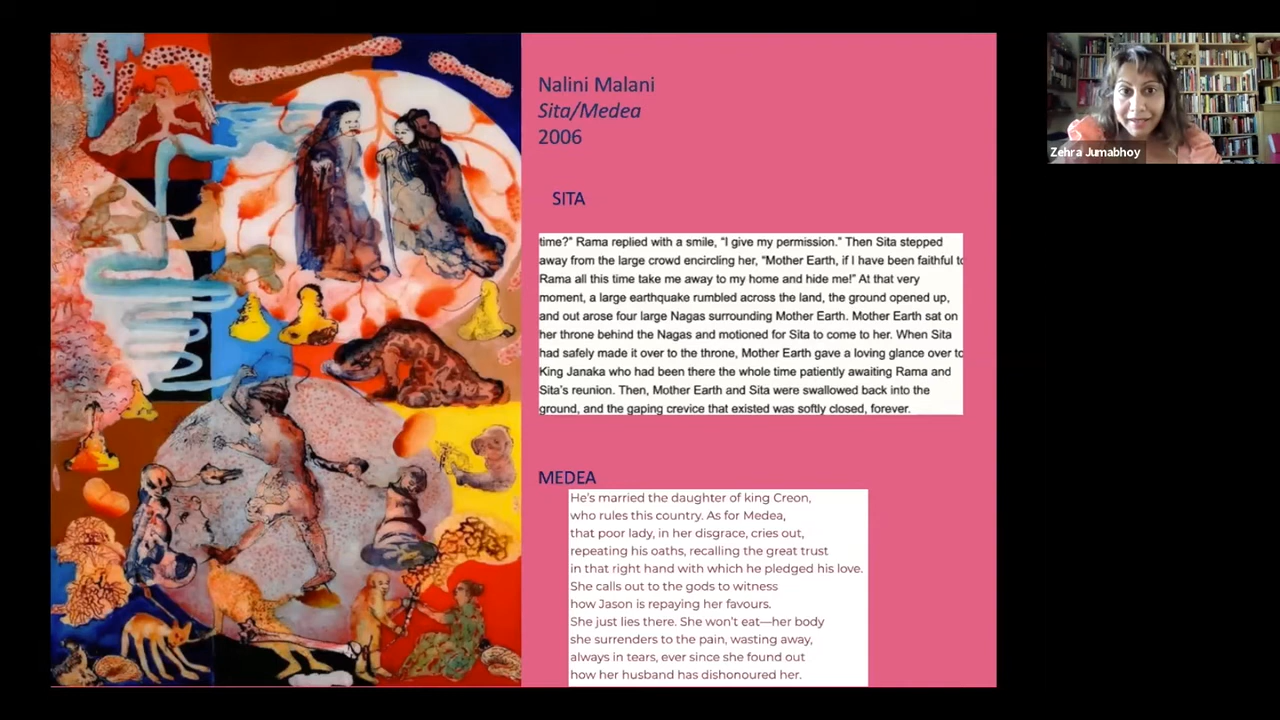 Nalini Malani
Sita/Medea
2006
SITA
time?" Rama replied with a smile, "I give my permission." Then Sita stepped
away from the large crowd encircling her, "Mother Earth, if I have been faithful to
Rama all this time take me away to my home and hide me!" At that very
moment, a large earthquake rumbled across the land, the ground opened up,
and out arose four large Nagas surrounding Mother Earth. Mother Earth sat on
her throne behind the Nagas and motioned for Sita to come to her. When Sita
had safely made it over to the throne, Mother Earth gave a loving glance over to
King Janaka who had been there the whole time patiently awaiting Rama and
Sita's reunion. Then, Mother Earth and Sita were swallowed back into the
ground, and the gaping crevice that existed was softly closed, forever.
MEDEA
He's married the daughter of king Creon,
who rules this country. As for Medea,
that poor lady, in her disgrace, cries out,
repeating his oaths, recalling the great trust
in that right hand with which he pledged his love.
She calls out to the gods to witness
how Jason is repaying her favours.
She just lies there. She won't eat—her body
she surrenders to the pain, wasting away,
always in tears, ever since she found out
how her husband has dishonoured her.
Zehra Jumabhoy